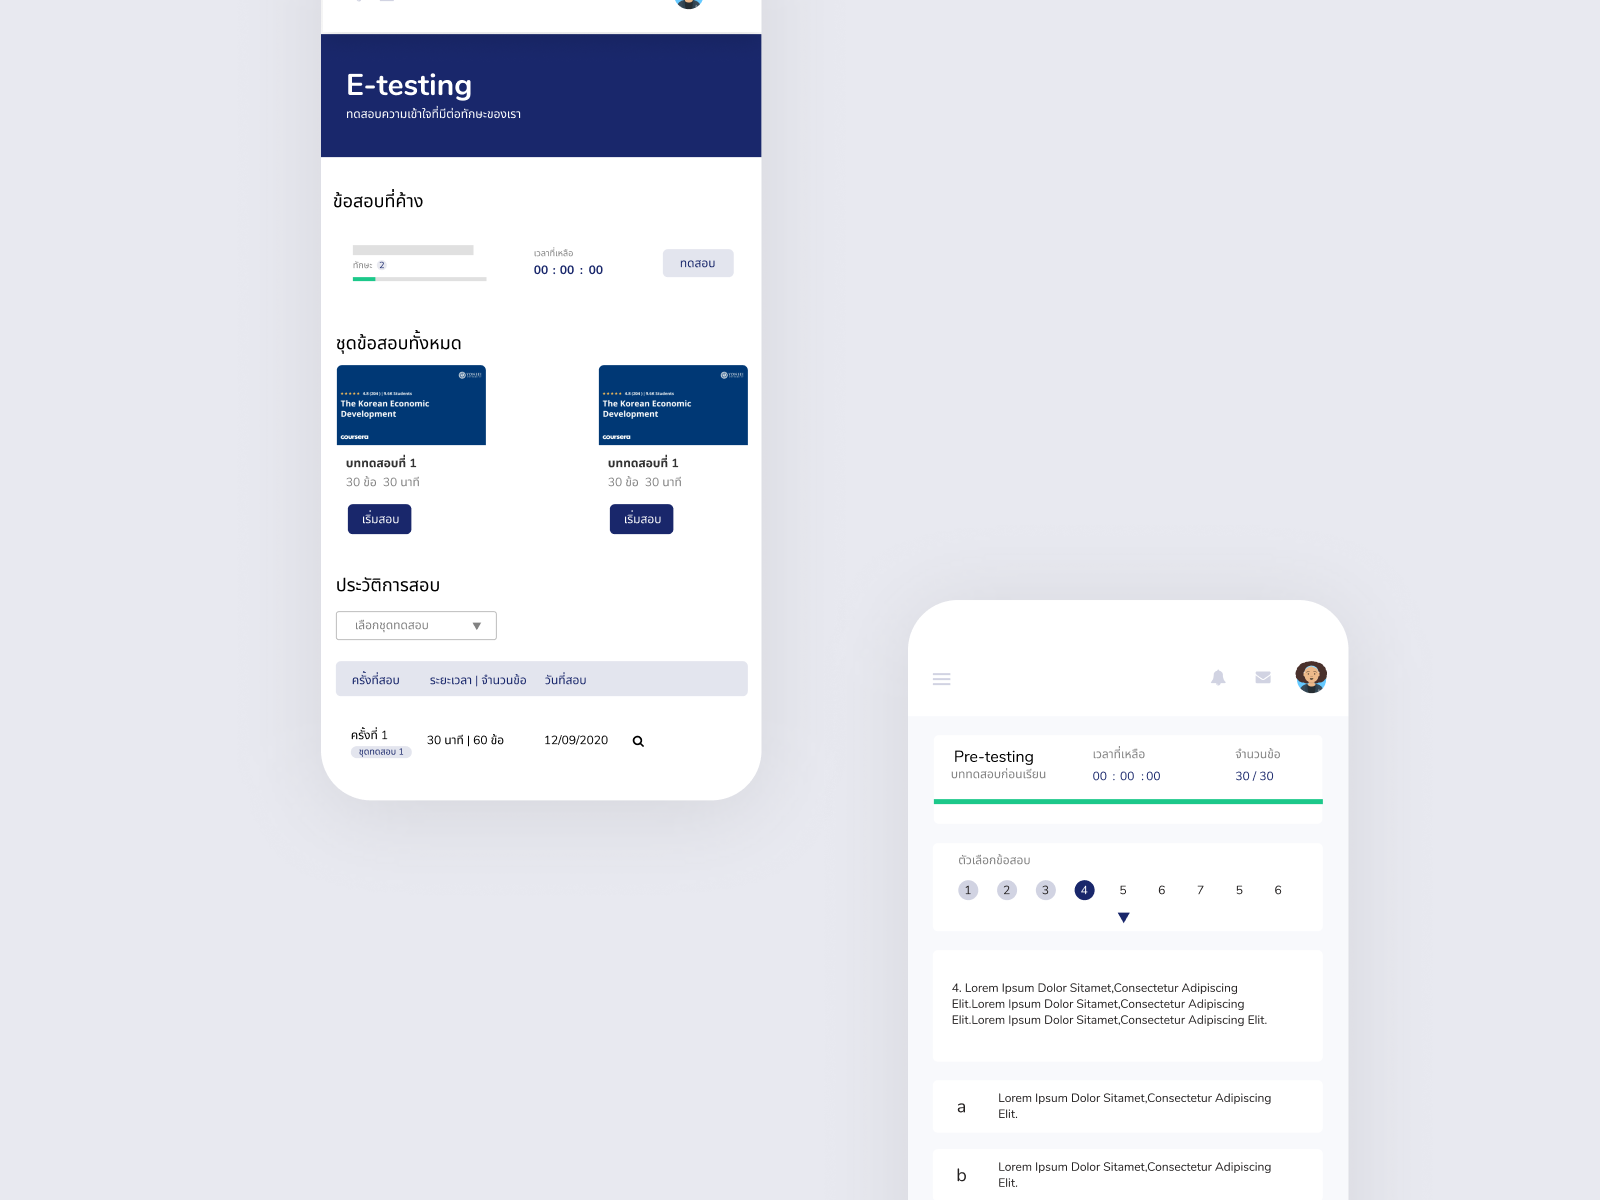 E-testing
ทดสอบความเข้าใจที่มีต่อทักษะของเรา
ข้อสอบที่ค้าง
ทักษะ 2
เวลาที่เหลือ
00 : 00 : 00
ทดสอบ
ชุดข้อสอบทั้งหมด
4.8 (204) | 9.6K Students
The Korean Economic
Development
coursera
บททดสอบที่ 1
30 ข้อ 30 นาที
เริ่มสอบ
4.8 (204) | 9.6K Students
The Korean Economic
Development
coursera
บททดสอบที่ 1
30 ข้อ 30 นาที
เริ่มสอบ
ประวัติการสอบ
เลือกชุดทดสอบ
ครั้งที่สอบ ระยะเวลา | จำนวนข้อ วันที่สอบ
ครั้งที่ 1
ชุดทดสอบ 1
30 นาที | 60 ข้อ
12/09/2020
Pre-testing
บททดสอบก่อนเรียน
เวลาที่เหลือ
00 : 00 : 00
จำนวนข้อ
30 / 30
ตัวเลือกข้อสอบ
1 2 3 4 5 6 7 5 6
4. Lorem Ipsum Dolor Sitamet,Consectetur Adipiscing
Elit.Lorem Ipsum Dolor Sitamet,Consectetur Adipiscing
Elit.Lorem Ipsum Dolor Sitamet,Consectetur Adipiscing Elit.
a
Lorem Ipsum Dolor Sitamet,Consectetur Adipiscing
Elit.
b
Lorem Ipsum Dolor Sitamet,Consectetur Adipiscing
Elit.